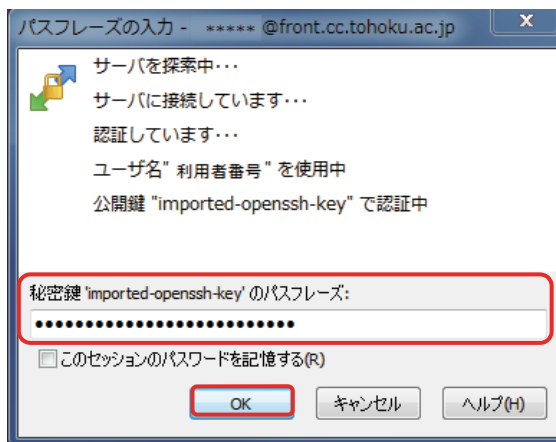 パスフレーズの入力 - ***** @front.cc.tohoku.ac.jp
サーバを探索中･･･
サーバに接続しています･･･
認証しています･･･
ユーザ名" 利用者番号 " を使用中
公開鍵 "imported-openssh-key" で認証中
秘密鍵 'imported-openssh-key' のパスフレーズ:
●●●●●●●●●●●●●●●●●●●●●●●●●●
このセッションのパスワードを記憶する(R)
OK キャンセル ヘルプ(H)